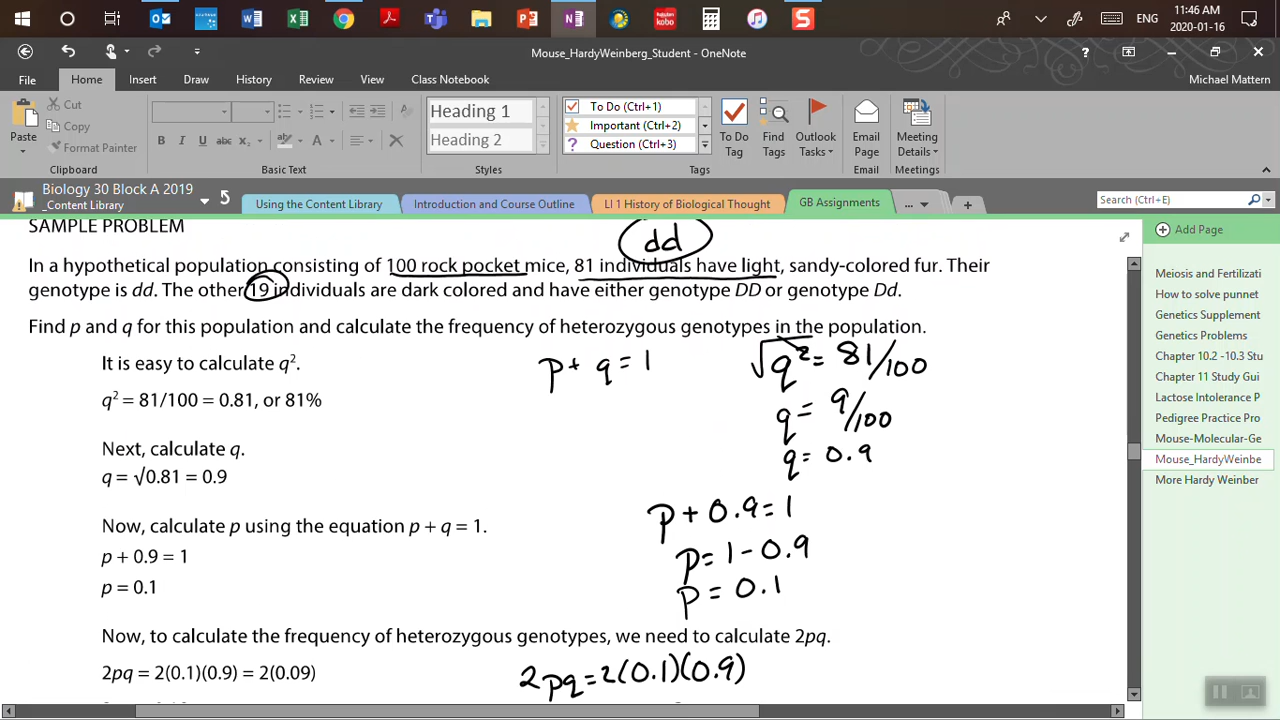 11:46 AM
ENG
2020-01-16
Mouse_HardyWeinberg_Student - OneNote
File Home Insert Draw History Review View Class Notebook Michael Mattern
Paste
Cut
Copy
Format Painter
Clipboard
B I U
Basic Text
Heading 1
Heading 2
Styles
To Do (Ctrl+1)
Important (Ctrl+2)
Question (Ctrl+3)
To Do Tag
Find Tags
Outlook Tasks
Tags
Email Page
Email
Meeting Details
Meetings
Biology 30 Block A 2019
_Content Library
Using the Content Library Introduction and Course Outline LI 1 History of Biological Thought GB Assignments ... +
Search (Ctrl+E)
SAMPLE PROBLEM
dd
In a hypothetical population consisting of 100 rock pocket mice, 81 individuals have light, sandy-colored fur. Their
genotype is dd. The other 19 individuals are dark colored and have either genotype DD or genotype Dd.
Find p and q for this population and calculate the frequency of heterozygous genotypes in the population.
It is easy to calculate q².
q² = 81/100 = 0.81, or 81%
Next, calculate q.
q = √0.81 = 0.9
Now, calculate p using the equation p + q = 1.
p + 0.9 = 1
p = 0.1
Now, to calculate the frequency of heterozygous genotypes, we need to calculate 2pq.
2pq = 2(0.1)(0.9) = 2(0.09)
p + q = 1
√q² = 81/100
q = 9/100
q = 0.9
p + 0.9 = 1
p = 1 - 0.9
p = 0.1
2pq = 2(0.1)(0.9)
Add Page
Meiosis and Fertilizati
How to solve punnet
Genetics Supplement
Genetics Problems
Chapter 10.2 -10.3 Stu
Chapter 11 Study Gui
Lactose Intolerance P
Pedigree Practice Pro
Mouse-Molecular-Ge
Mouse_HardyWeinbe
More Hardy Weinber